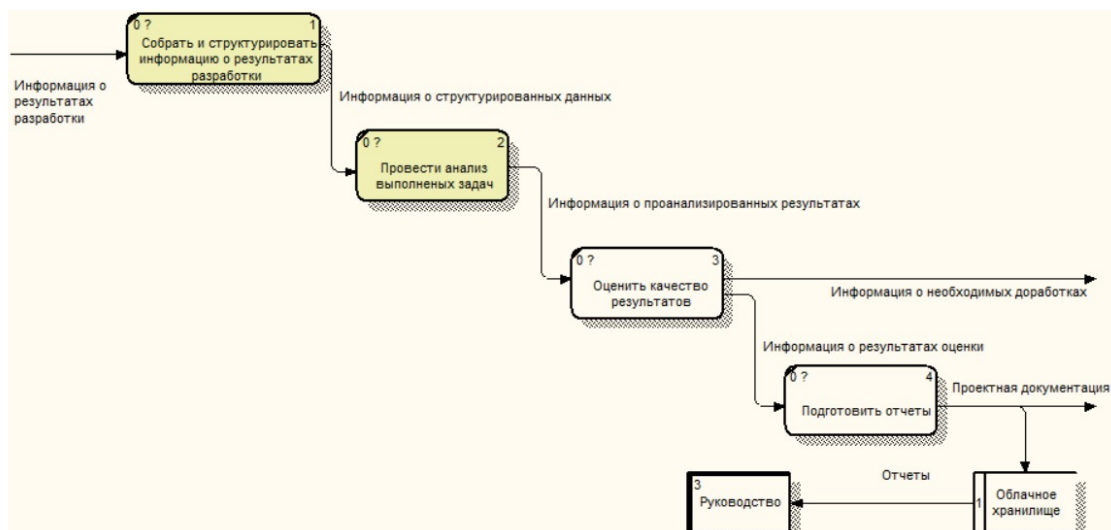 0 ? 1
Собрать и структурировать
информацию о результатах
разработки
Информация о
результатах
разработки
Информация о структурированных данных
0 ? 2
Провести анализ
выполненых задач
Информация о проанализированных результатах
0 ? 3
Оценить качество
результатов
Информация о необходимых доработках
Информация о результатах оценки
0 ? 4
Подготовить отчеты
Проектная документация
Отчеты
3
Руководство
1
Облачное
хранилище